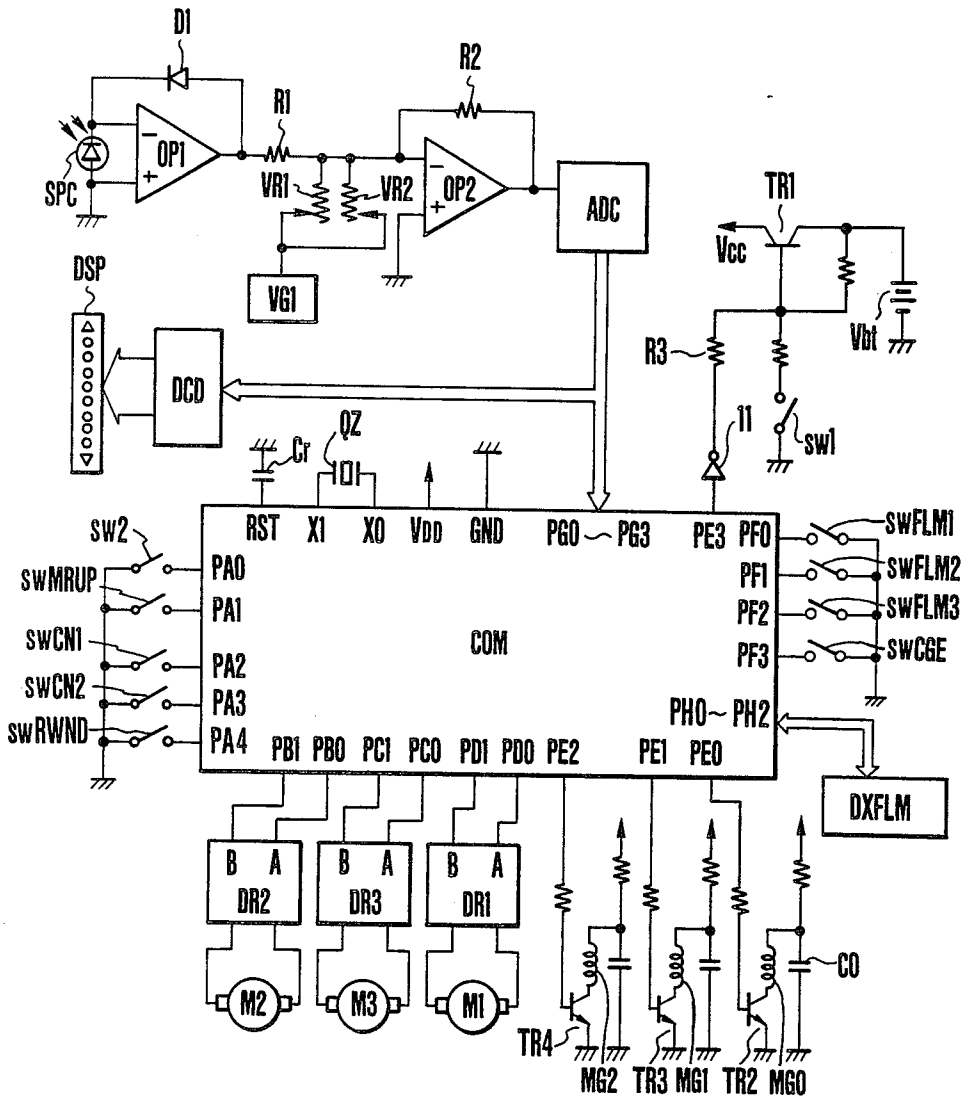 D1
R2
R1
OP1
SPC
VR1
VR2
OP2
ADC
TR1
Vcc
VG1
Vbt
DSP
DCD
R3
11
SW1
QZ
Cr
RST X1 X0 VDD GND PG0~PG3 PE3 PF0
SW2
PA0
swFLM1
swMRUP
PA1
PF1
swFLM2
PF2
swFLM3
swCN1
PA2
COM
PF3
swCGE
swCN2
PA3
PH0~PH2
swRWND
PA4
PB1 PB0 PC1 PC0 PD1 PD0 PE2 PE1 PE0
DXFLM
B A
B A
B A
DR2
DR3
DR1
C0
M2
M3
M1
TR4
MG2
TR3
MG1
TR2
MG0